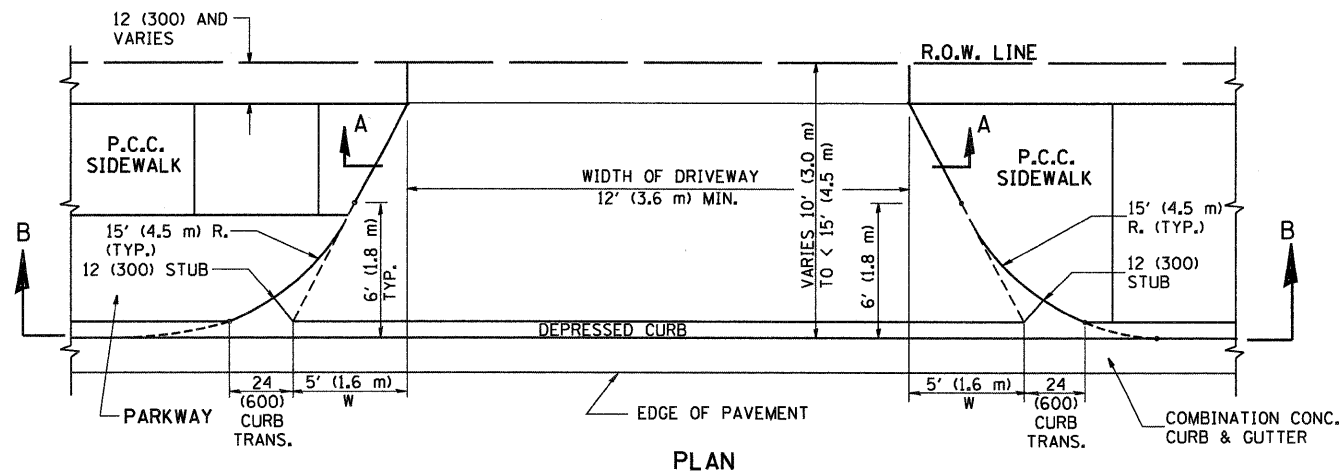 12 (300) AND
VARIES
R.O.W. LINE
A
A
P.C.C.
SIDEWALK
P.C.C.
SIDEWALK
WIDTH OF DRIVEWAY
12' (3.6 m) MIN.
VARIES 10' (3.0 m)
TO < 15' (4.5 m)
B
B
15' (4.5 m) R.
(TYP.)
12 (300) STUB
6' (1.8 m)
TYP.
6' (1.8 m)
15' (4.5 m)
R. (TYP.)
12 (300)
STUB
DEPRESSED CURB
24
(600)
CURB
TRANS.
5' (1.6 m)
W
5' (1.6 m)
W
24
(600)
CURB
TRANS.
PARKWAY
EDGE OF PAVEMENT
COMBINATION CONC.
CURB & GUTTER
PLAN